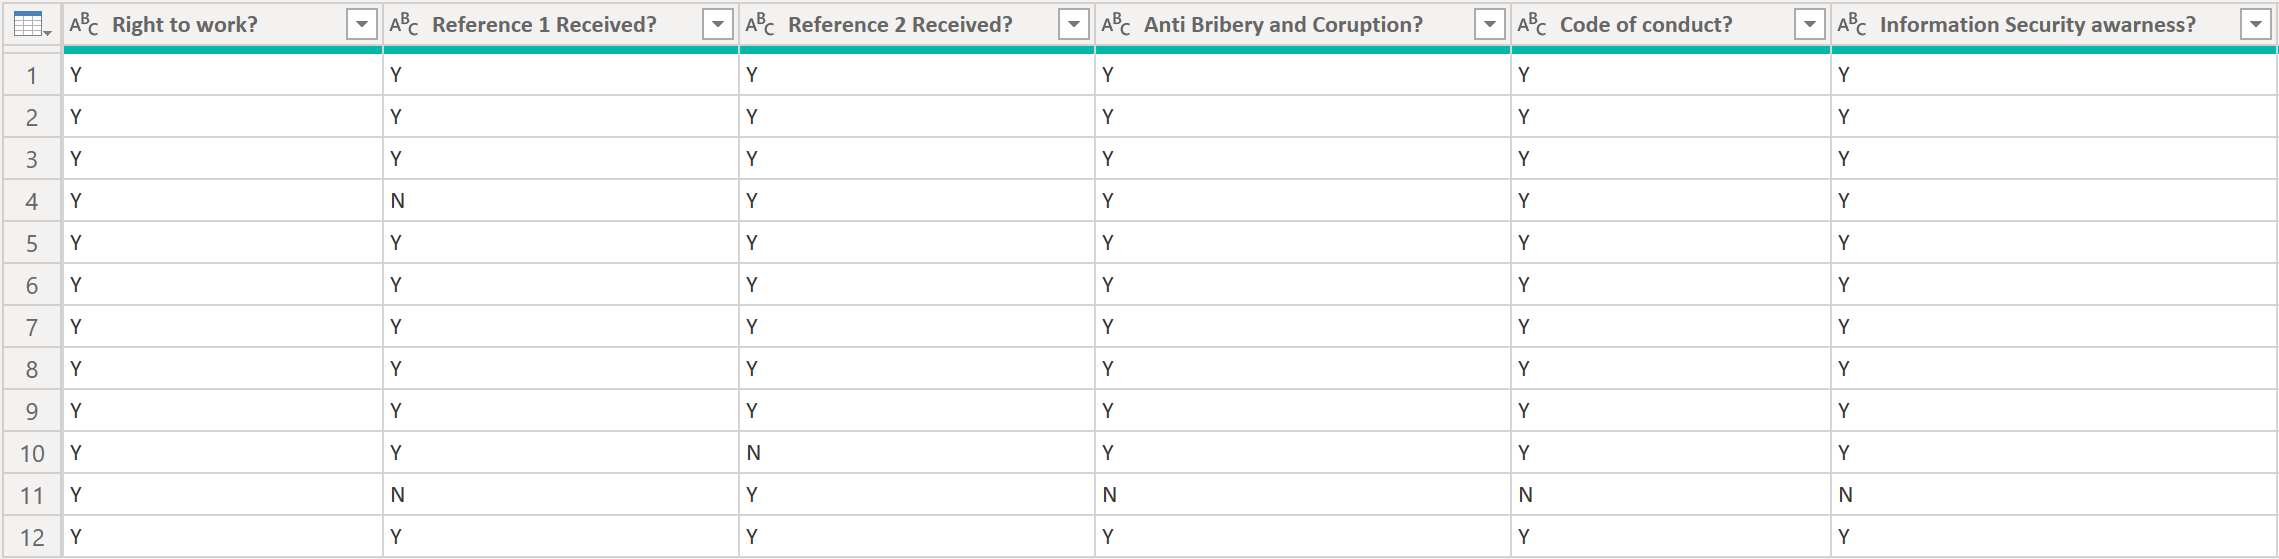 ABC Right to work? ABC Reference 1 Received? ABC Reference 2 Received? ABC Anti Bribery and Coruption? ABC Code of conduct? ABC Information Security awarness?
1 Y Y Y Y Y Y
2 Y Y Y Y Y Y
3 Y Y Y Y Y Y
4 Y N Y Y Y Y
5 Y Y Y Y Y Y
6 Y Y Y Y Y Y
7 Y Y Y Y Y Y
8 Y Y Y Y Y Y
9 Y Y Y Y Y Y
10 Y Y N Y Y Y
11 Y N Y N N N
12 Y Y Y Y Y Y